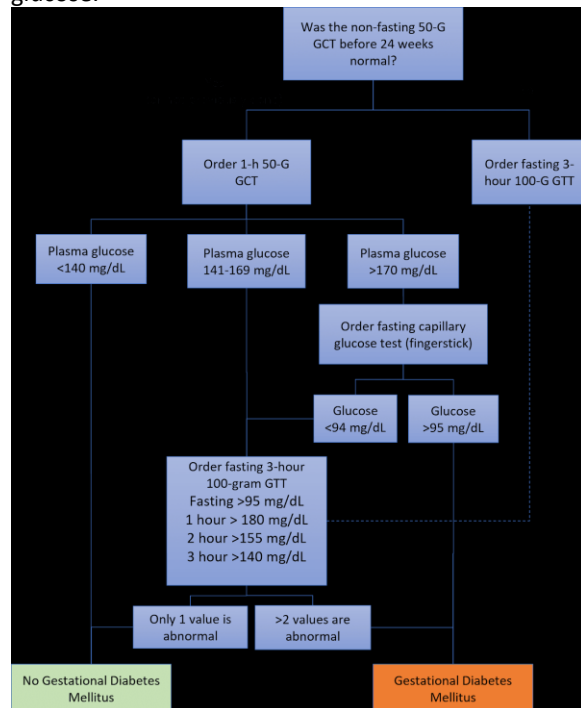 glucose.
Was the non-fasting 50-G
GCT before 24 weeks
normal?
Order 1-h 50-G
GCT
Order fasting 3-
hour 100-G GTT
Plasma glucose
<140 mg/dL
Plasma glucose
141-169 mg/dL
Plasma glucose
>170 mg/dL
Order fasting capillary
glucose test (fingerstick)
Glucose
<94 mg/dL
Glucose
>95 mg/dL
Order fasting 3-hour
100-gram GTT
Fasting >95 mg/dL
1 hour > 180 mg/dL
2 hour >155 mg/dL
3 hour >140 mg/dL
Only 1 value is
abnormal
>2 values are
abnormal
No Gestational Diabetes
Mellitus
Gestational Diabetes
Mellitus